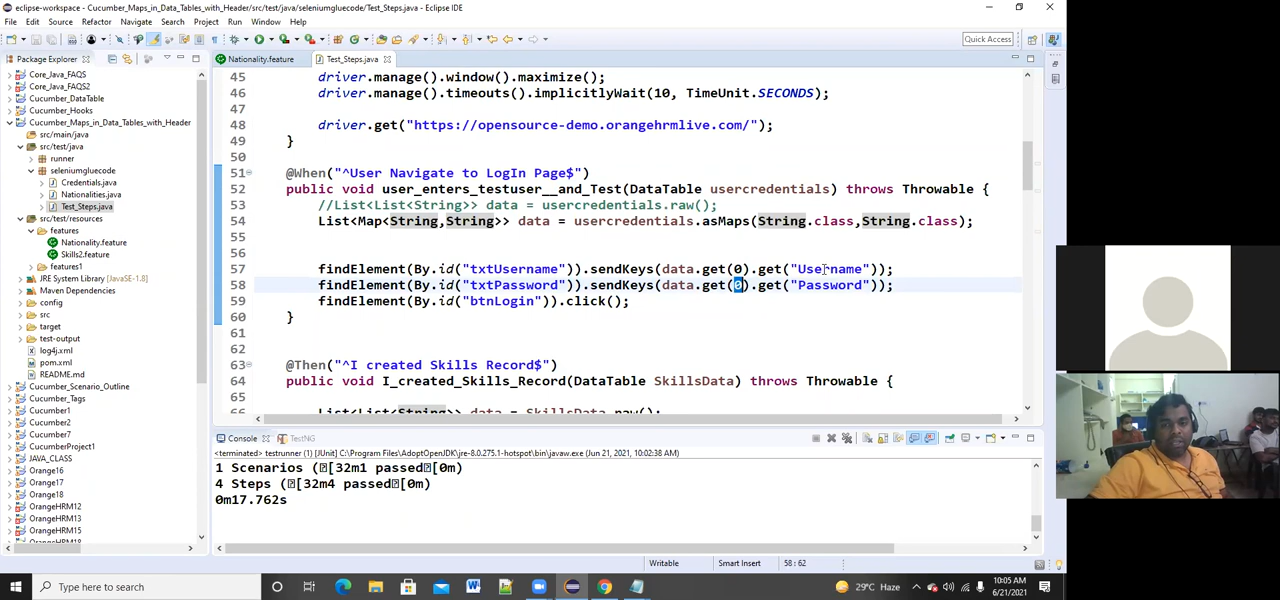 eclipse-workspace - Cucumber_Maps_in_Data_Tables_with_Header/src/test/java/seleniumgluecode/Test_Steps.java - Eclipse IDE
File Edit Source Refactor Navigate Search Project Run Window Help
Quick Access
Package Explorer
Nationality.feature
Test_Steps.java
Core_Java_FAQS
Core_Java_FAQS2
Cucumber_DataTable
Cucumber_Hooks
Cucumber_Maps_in_Data_Tables_with_Header
src/main/java
src/test/java
runner
seleniumgluecode
Credentials.java
Nationalities.java
Test_Steps.java
src/test/resources
features
Nationality.feature
Skills2.feature
features1
JRE System Library [JavaSE-1.8]
Maven Dependencies
config
src
target
test-output
log4j.xml
pom.xml
README.md
Cucumber_Scenario_Outline
Cucumber_Tags
Cucumber1
Cucumber2
Cucumber7
CucumberProject1
JAVA_CLASS
Orange16
Orange17
Orange18
OrangeHRM12
OrangeHRM13
OrangeHRM15
OrangeHRM18
45 driver.manage().window().maximize();
46 driver.manage().timeouts().implicitlyWait(10, TimeUnit.SECONDS);
47
48 driver.get("https://opensource-demo.orangehrmlive.com/");
49 }
50
51 @When("^User Navigate to LogIn Page$")
52 public void user_enters_testuser__and_Test(DataTable usercredentials) throws Throwable {
53 //List<List<String>> data = usercredentials.raw();
54 List<Map<String,String>> data = usercredentials.asMaps(String.class,String.class);
55
56
57 findElement(By.id("txtUsername")).sendKeys(data.get(0).get("Username"));
58 findElement(By.id("txtPassword")).sendKeys(data.get(0).get("Password"));
59 findElement(By.id("btnLogin")).click();
60 }
61
62
63 @Then("^I created Skills Record$")
64 public void I_created_Skills_Record(DataTable SkillsData) throws Throwable {
65
66 List<List<String>> data = SkillsData.raw();
Console TestNG
<terminated> testrunner (1) [JUnit] C:\Program Files\AdoptOpenJDK\jre-8.0.275.1-hotspot\bin\javaw.exe (Jun 21, 2021 10:02:38 AM)
1 Scenarios (⍰[32m1 passed⍰[0m)
4 Steps (⍰[32m4 passed⍰[0m)
0m17.762s
Writable Smart Insert 58 : 62
Type here to search
29°C Haze
10:05 AM
6/21/2021